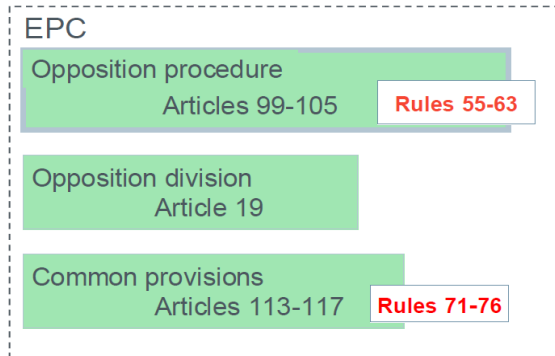 EPC
Opposition procedure
Articles 99-105
Rules 55-63
Opposition division
Article 19
Common provisions
Articles 113-117
Rules 71-76